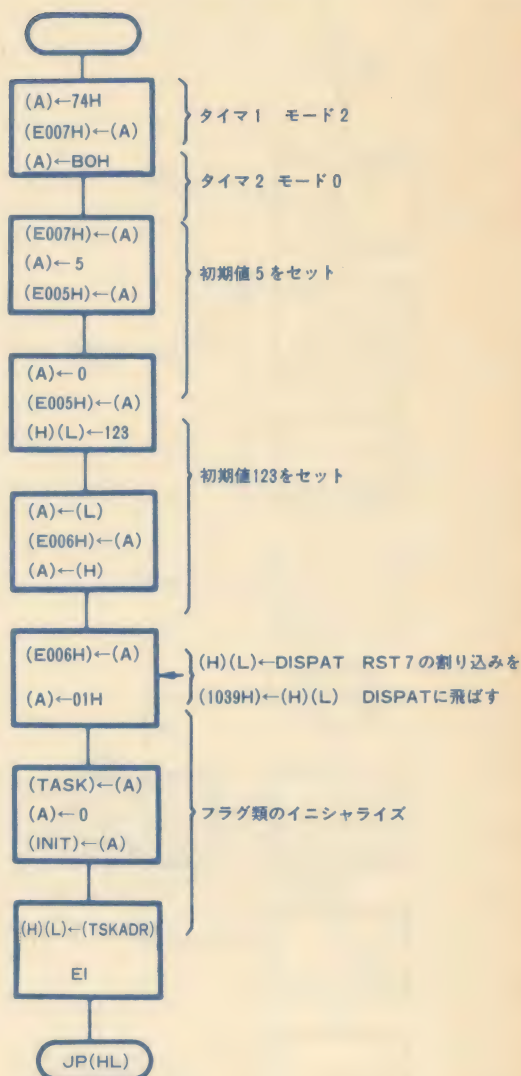 (A)←74H
(E007H)←(A)
(A)←BOH
タイマ1 モード2
タイマ2 モード0
(E007H)←(A)
(A)←5
(E005H)←(A)
初期値5をセット
(A)←0
(E005H)←(A)
(H)(L)←123
初期値123をセット
(A)←(L)
(E006H)←(A)
(A)←(H)
(E006H)←(A)
(A)←01H
(H)(L)←DISPAT RST7の割り込みを
(1039H)←(H)(L) DISPATに飛ばす
(TASK)←(A)
(A)←0
(INIT)←(A)
フラグ類のイニシャライズ
(H)(L)←(TSKADR)
EI
JP(HL)